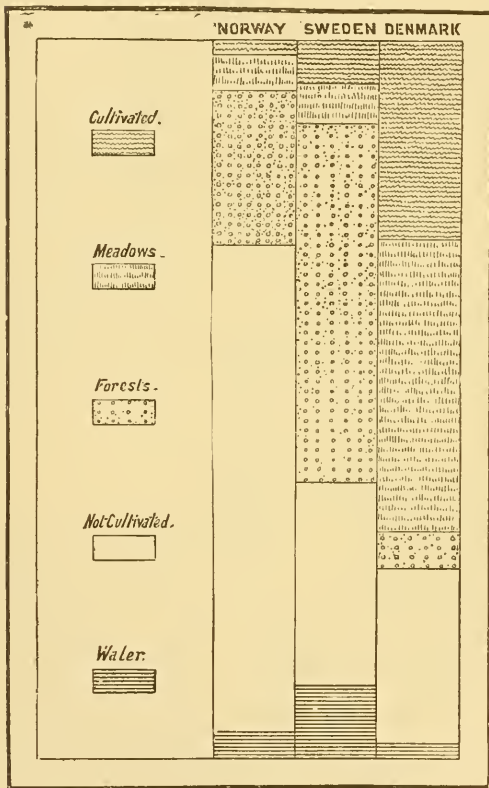 NORWAY SWEDEN DENMARK
Cultivated.
Meadows-
Forests-
Not-Cultivated.
Water.